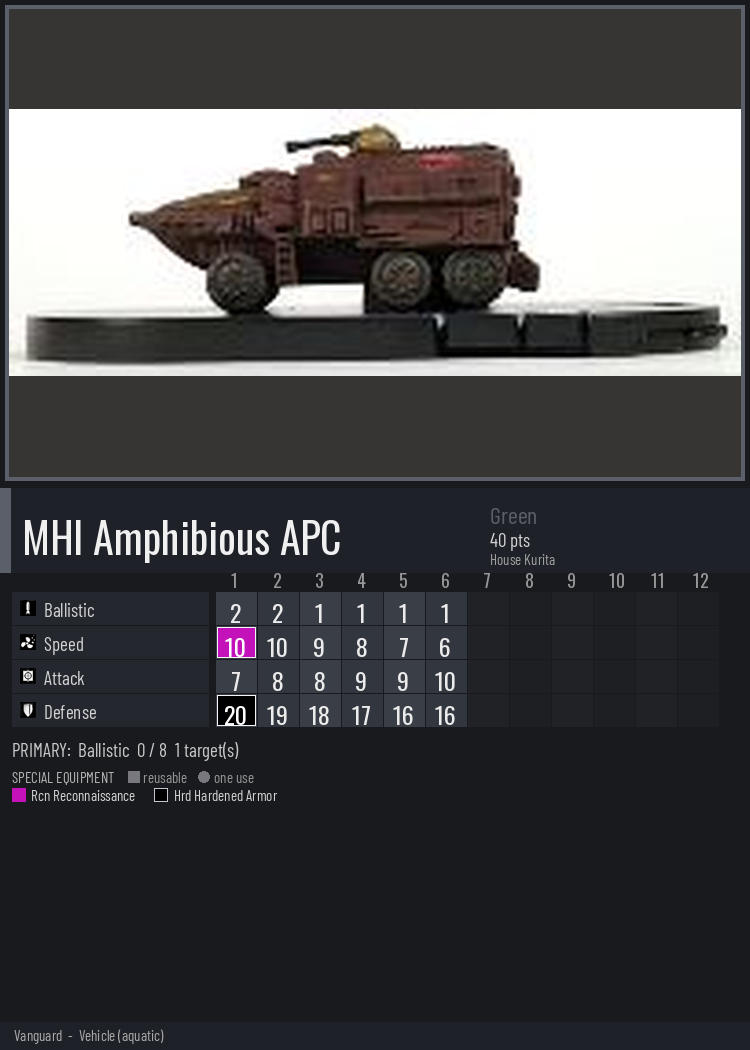 MHI Amphibious APC
Green
40 pts
House Kurita
1 2 3 4 5 6 7 8 9 10 11 12
Ballistic 2 2 1 1 1 1
Speed 10 10 9 8 7 6
Attack 7 8 8 9 9 10
Defense 20 19 18 17 16 16
PRIMARY: Ballistic 0 / 8 1 target(s)
SPECIAL EQUIPMENT reusable one use
Rcn Reconnaissance Hrd Hardened Armor
Vanguard - Vehicle (aquatic)